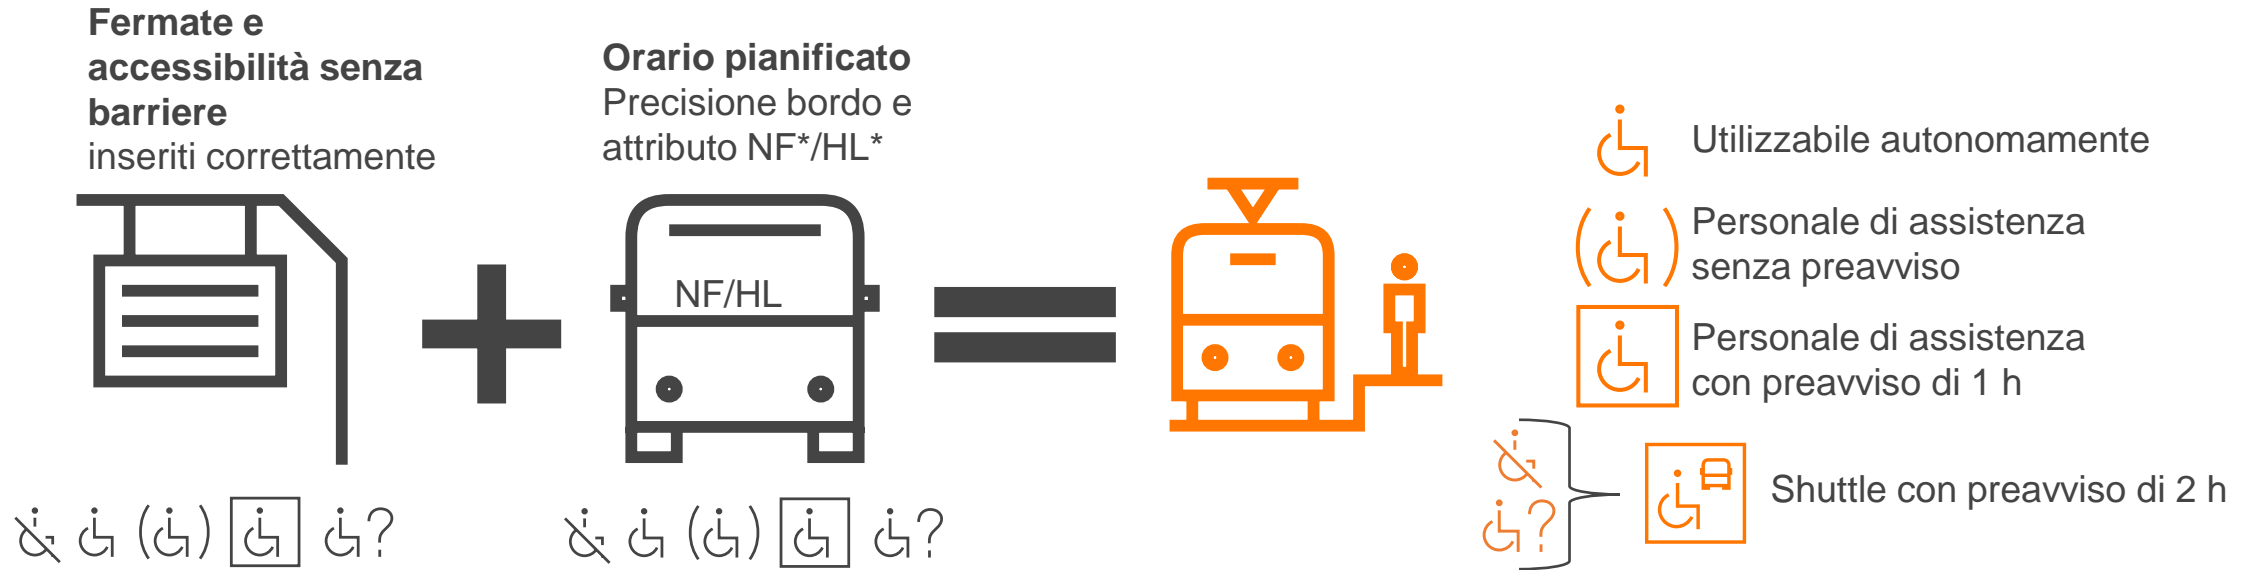 Fermate e
accessibilità senza
barriere
inseriti correttamente
Orario pianificato
Precisione bordo e
attributo NF*/HL*
NF/HL
( )
?
( )
?
Utilizzabile autonomamente
( )
Personale di assistenza
senza preavviso
Personale di assistenza
con preavviso di 1 h
?
Shuttle con preavviso di 2 h